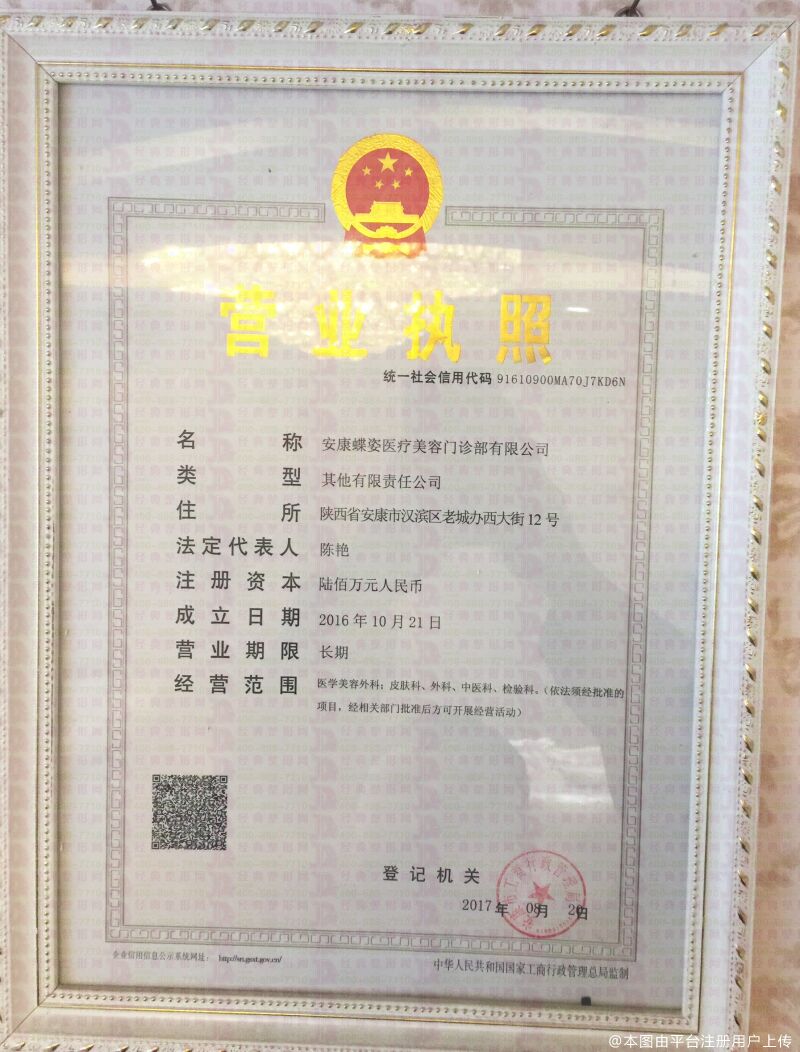 营业执照
统一社会信用代码 91610900MA70J7KD6N
名称 安康蝶姿医疗美容门诊部有限公司
类型 其他有限责任公司
住所 陕西省安康市汉滨区老城办西大街12号
法定代表人 陈艳
注册资本 陆佰万元人民币
成立日期 2016年10月21日
营业期限 长期
经营范围 医学美容外科；皮肤科、外科、中医科、检验科。（依法须经批准的
项目，经相关部门批准后方可开展经营活动）
登记机关
2017年 08月 日
企业信用信息公示系统网址： http://sn.gsxt.gov.cn/
中华人民共和国国家工商行政管理总局监制
@本图由平台注册用户上传